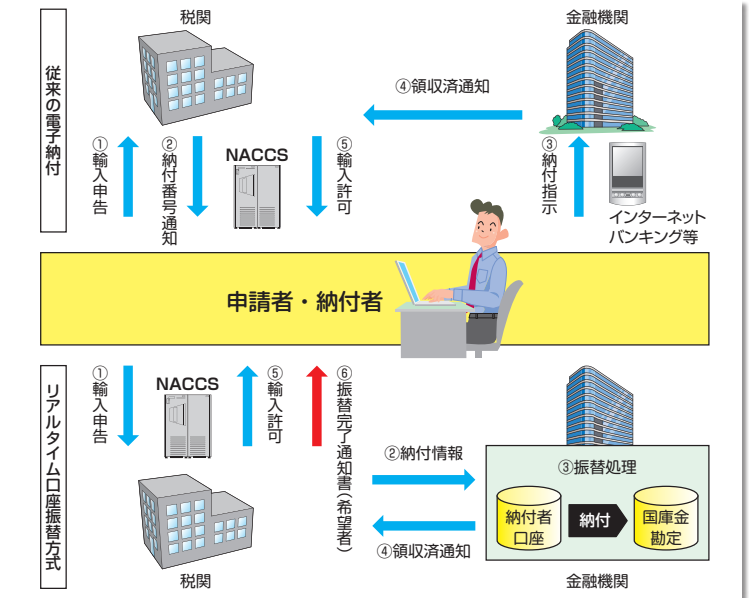 従来の電子納付
税関
金融機関
④領収済通知
①輸入申告
②納付番号通知
NACCS
⑤輸入許可
③納付指示
インターネット
バンキング等
申請者・納付者
リアルタイム口座振替方式
①輸入申告
NACCS
⑤輸入許可
⑥振替完了通知書（希望者）
②納付情報
④領収済通知
③振替処理
納付者
口座
納付
国庫金
勘定
税関
金融機関